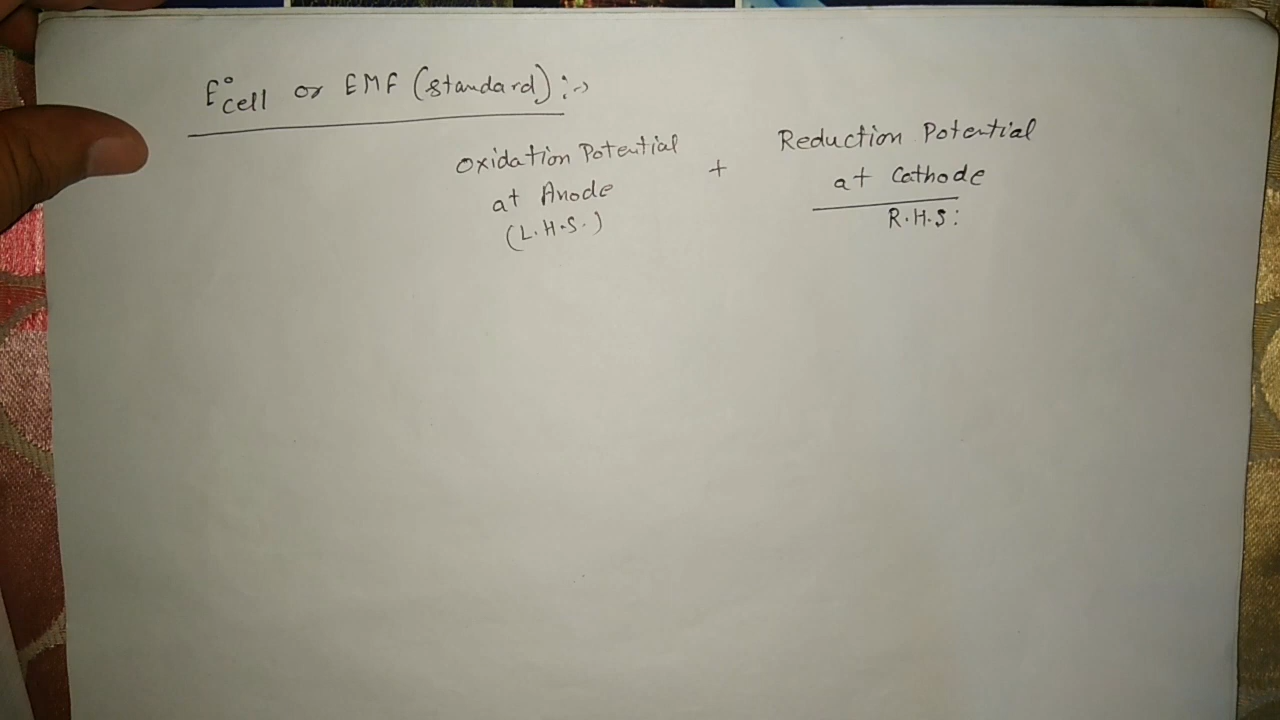 E°cell or EMF (standard) :→
Oxidation Potential + Reduction Potential
at Anode at Cathode
(L.H.S.) R.H.S: